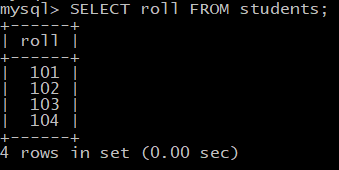 mysql> SELECT roll FROM students;
+------+
| roll |
+------+
|  101 |
|  102 |
|  103 |
|  104 |
+------+
4 rows in set (0.00 sec)